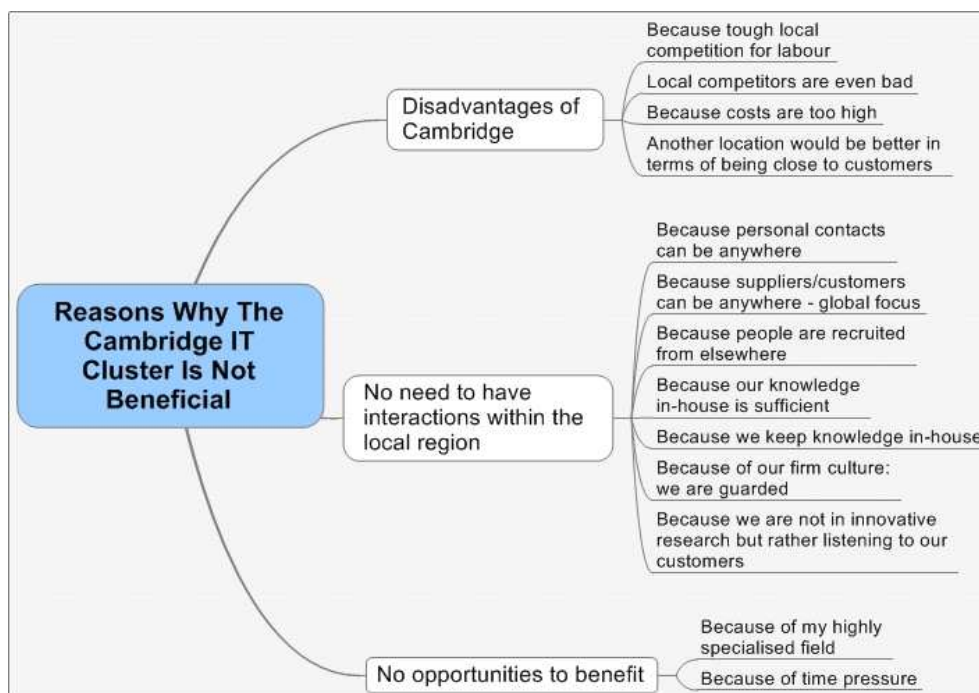 Reasons Why The
Cambridge IT
Cluster Is Not
Beneficial
Disadvantages of
Cambridge
Because tough local
competition for labour
Local competitors are even bad
Because costs are too high
Another location would be better in
terms of being close to customers
No need to have
interactions within the
local region
Because personal contacts
can be anywhere
Because suppliers/customers
can be anywhere - global focus
Because people are recruited
from elsewhere
Because our knowledge
in-house is sufficient
Because we keep knowledge in-house
Because of our firm culture:
we are guarded
Because we are not in innovative
research but rather listening to our
customers
No opportunities to benefit
Because of my highly
specialised field
Because of time pressure